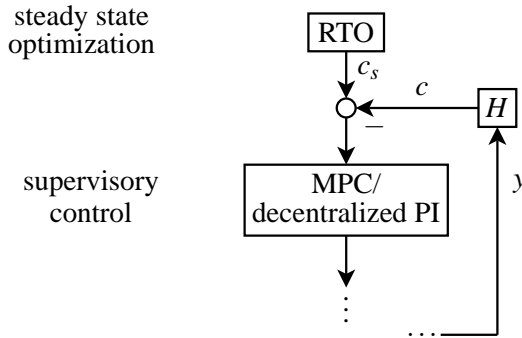 steady state
optimization
RTO
c_s
c
H
−
y
supervisory
control
MPC/
decentralized PI
⋮
...